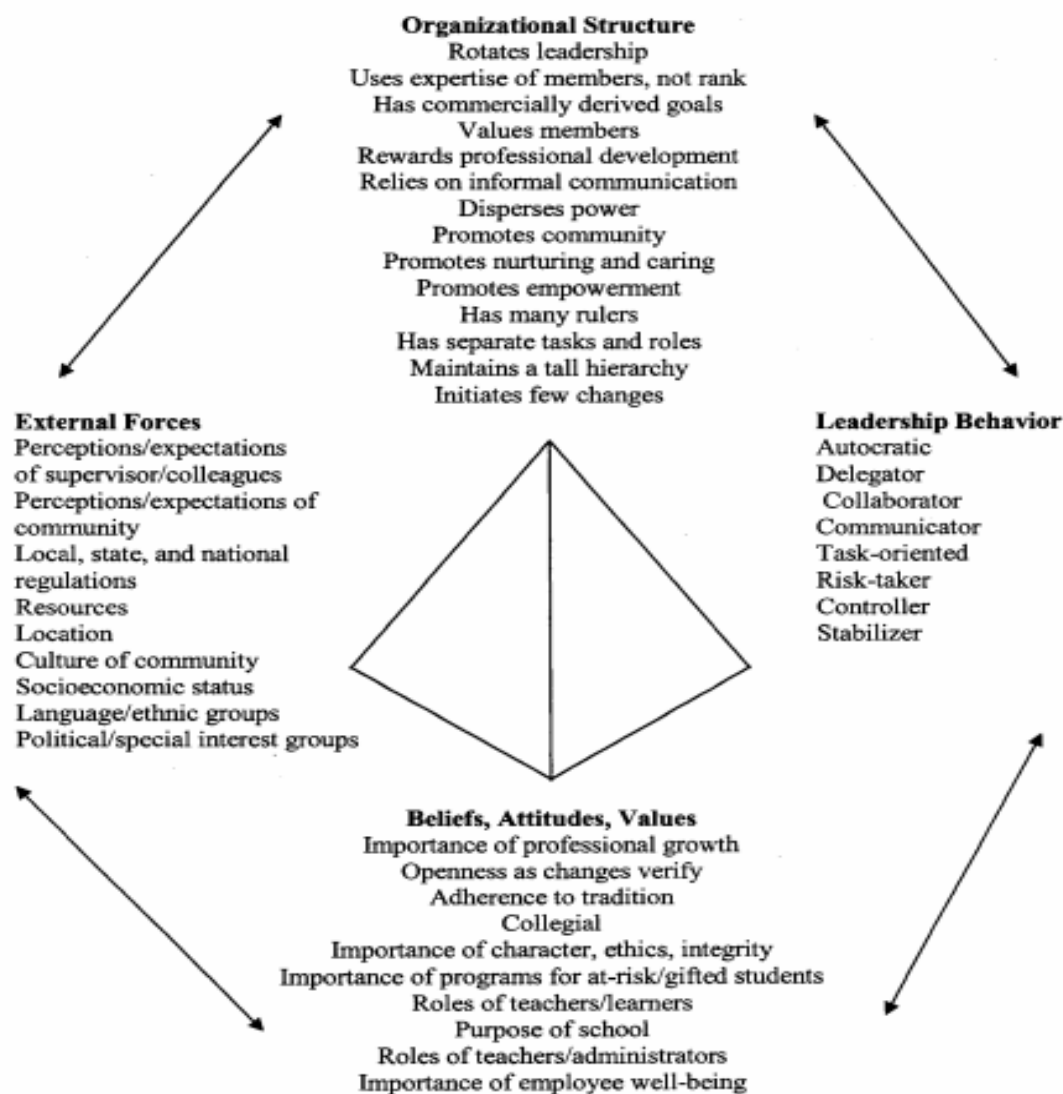 Organizational Structure
Rotates leadership
Uses expertise of members, not rank
Has commercially derived goals
Values members
Rewards professional development
Relies on informal communication
Disperses power
Promotes community
Promotes nurturing and caring
Promotes empowerment
Has many rulers
Has separate tasks and roles
Maintains a tall hierarchy
Initiates few changes
External Forces
Perceptions/expectations
of supervisor/colleagues
Perceptions/expectations of
community
Local, state, and national
regulations
Resources
Location
Culture of community
Socioeconomic status
Language/ethnic groups
Political/special interest groups
Leadership Behavior
Autocratic
Delegator
Collaborator
Communicator
Task-oriented
Risk-taker
Controller
Stabilizer
Beliefs, Attitudes, Values
Importance of professional growth
Openness as changes verify
Adherence to tradition
Collegial
Importance of character, ethics, integrity
Importance of programs for at-risk/gifted students
Roles of teachers/learners
Purpose of school
Roles of teachers/administrators
Importance of employee well-being